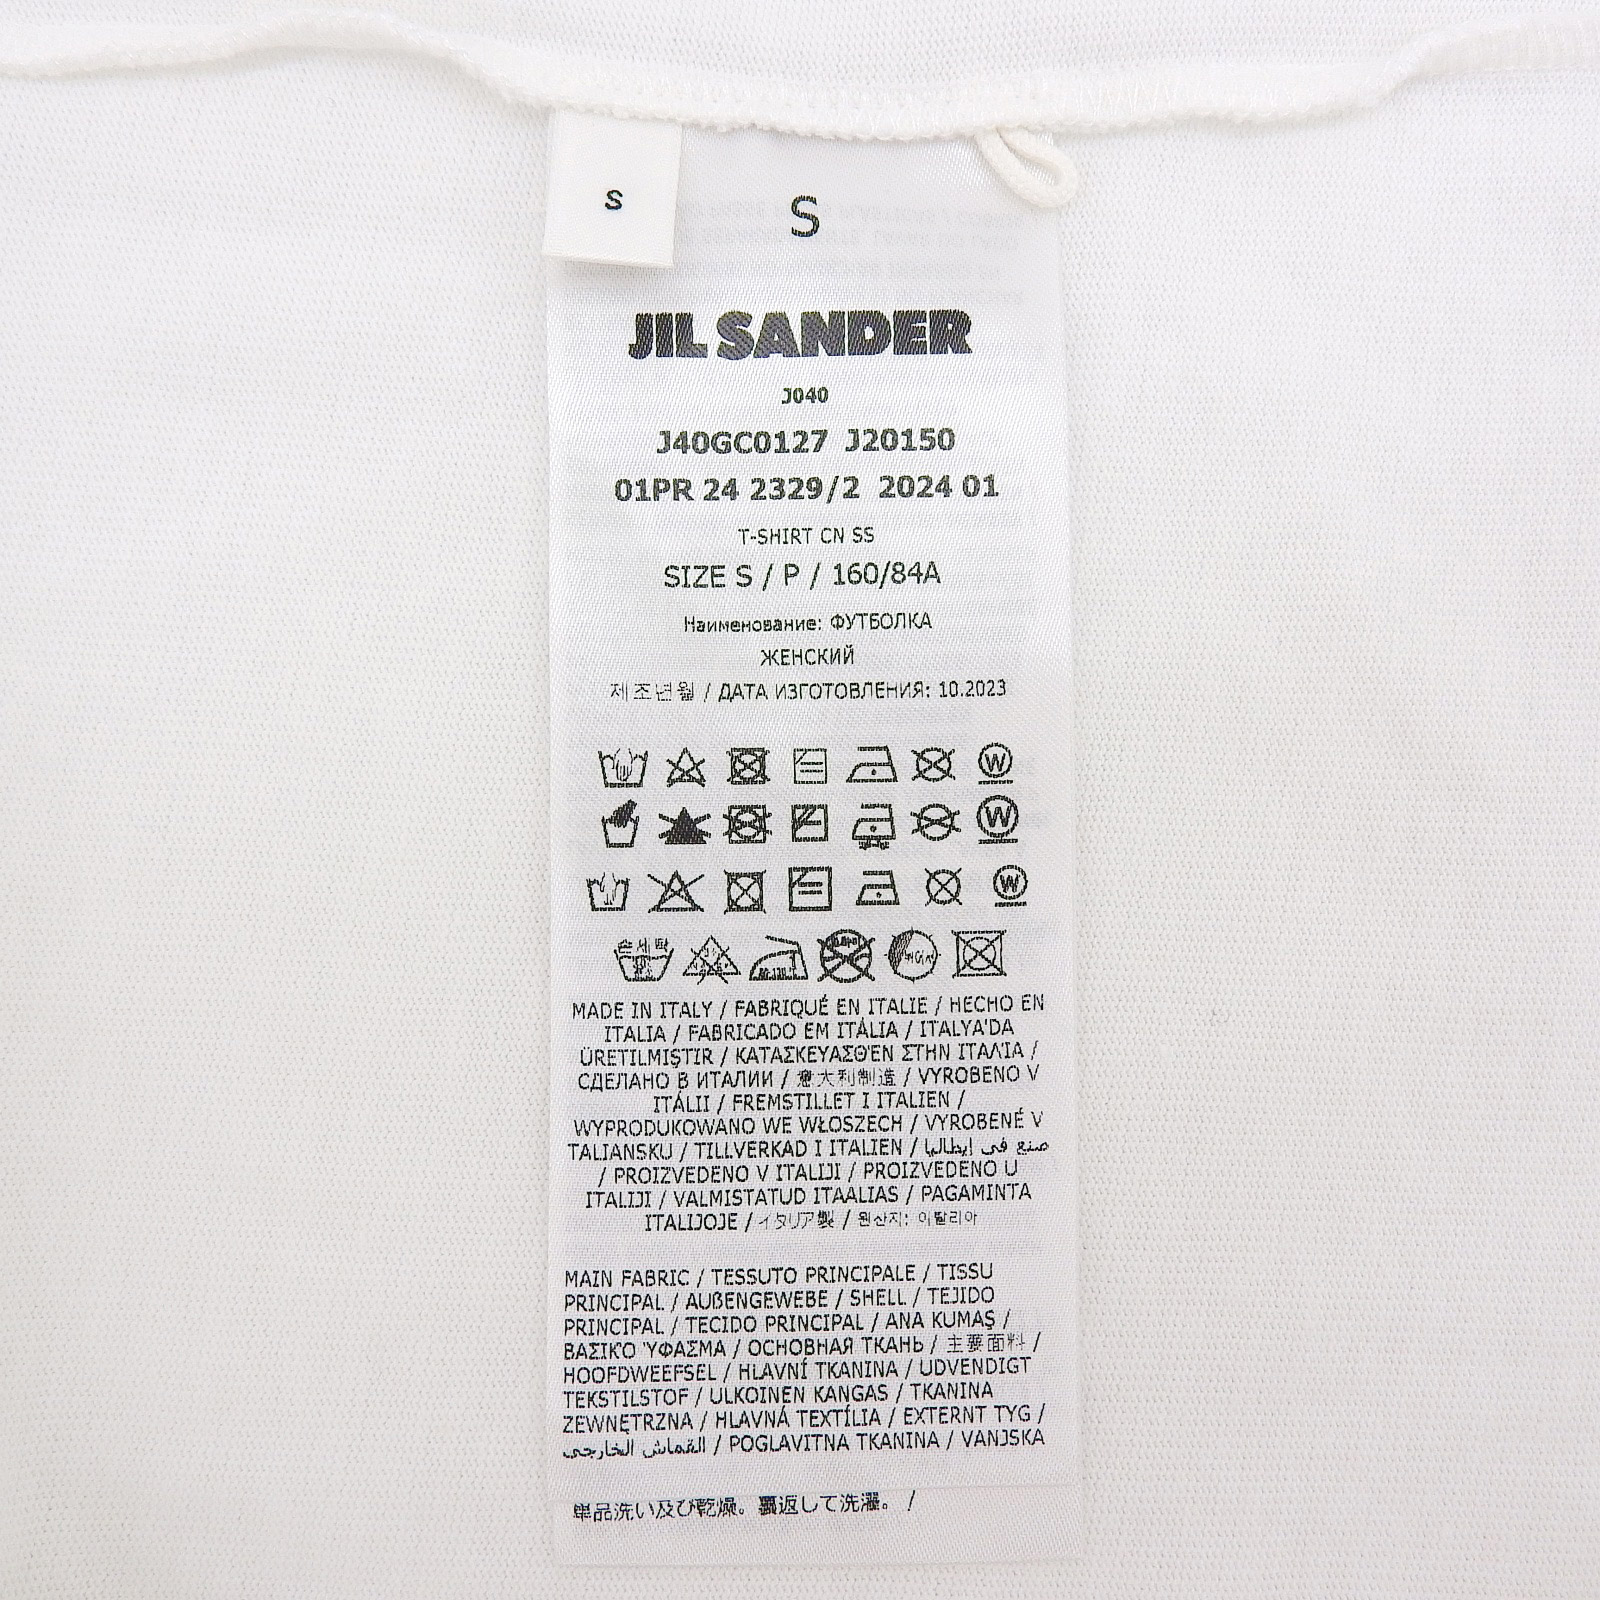 S
S
JIL SANDER
J040
J40GC0127 J20150
01PR 24 2329/2 2024 01
T-SHIRT CN SS
SIZE S / P / 160/84A
Наименование: ФУТБОЛКА
ЖЕНСКИЙ
제조년월 / ДАТА ИЗГОТОВЛЕНИЯ: 10.2023
W
W
W
손세탁
MADE IN ITALY / FABRIQUÉ EN ITALIE / HECHO EN
ITALIA / FABRICADO EM ITÁLIA / ITALYA'DA
ÜRETILMIŞTIR / ΚΑΤΑΣΚΕΥΑΣΘΈΝ ΣΤΗΝ ΙΤΑΛΊΑ /
СДЕЛАНО В ИТАЛИИ / 意大利制造 / VYROBENO V
ITÁLII / FREMSTILLET I ITALIEN /
WYPRODUKOWANO WE WŁOSZECH / VYROBENÉ V
TALIANSKU / TILLVERKAD I ITALIEN / صنع في إيطاليا
/ PROIZVEDENO V ITALIJI / PROIZVEDENO U
ITALIJI / VALMISTATUD ITAALIAS / PAGAMINTA
ITALIJOJE / イタリア製 / 원산지: 이탈리아
MAIN FABRIC / TESSUTO PRINCIPALE / TISSU
PRINCIPAL / AUßENGEWEBE / SHELL / TEJIDO
PRINCIPAL / TECIDO PRINCIPAL / ANA KUMAŞ /
ΒΑΣΙΚΌ ΎΦΑΣΜΑ / ОСНОВНАЯ ТКАНЬ / 主要面料 /
HOOFDWEEFSEL / HLAVNÍ TKANINA / UDVENDIGT
TEKSTILSTOF / ULKOINEN KANGAS / TKANINA
ZEWNĘTRZNA / HLAVNÁ TEXTÍLIA / EXTERNT TYG /
القماش الخارجي / POGLAVITNA TKANINA / VANJSKA
単品洗い及び乾燥。裏返して洗濯。 /